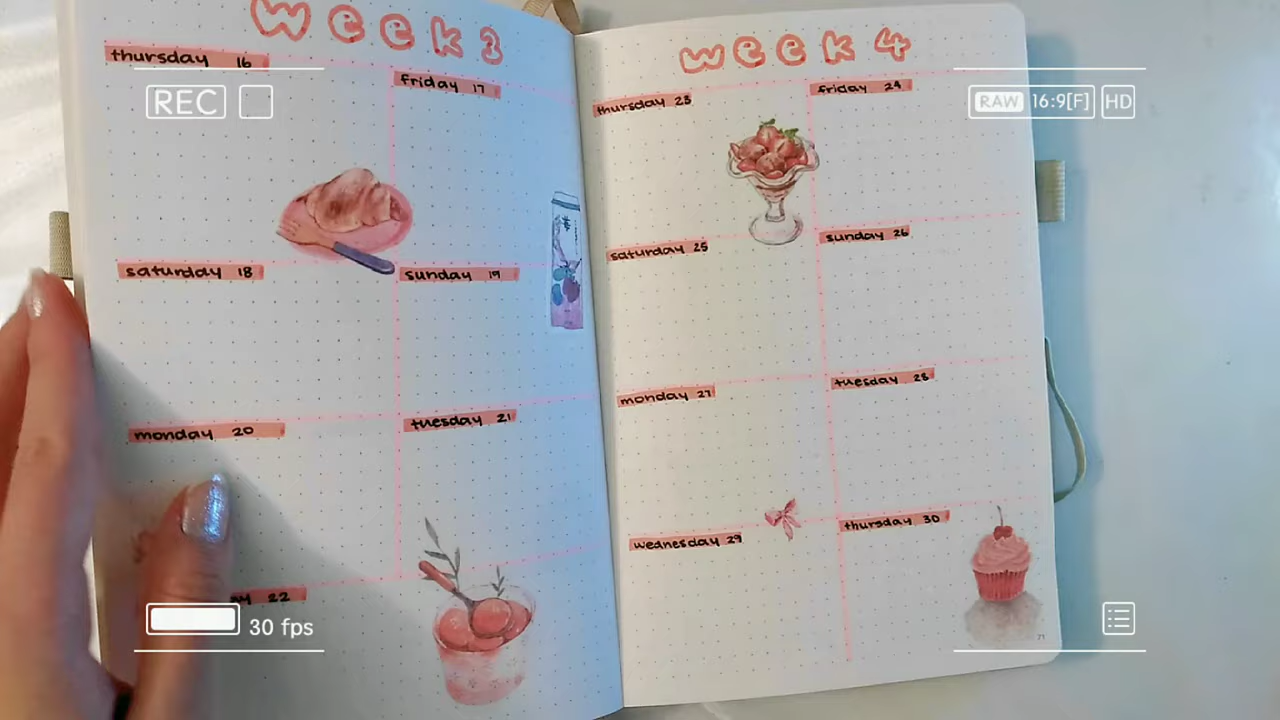 week 3
thursday 16
friday 17
saturday 18
sunday 19
monday 20
tuesday 21
ay 22
week 4
thursday 23
friday 24
saturday 25
sunday 26
monday 27
tuesday 28
wednesday 29
thursday 30
71
REC
RAW 16:9[F] HD
30 fps